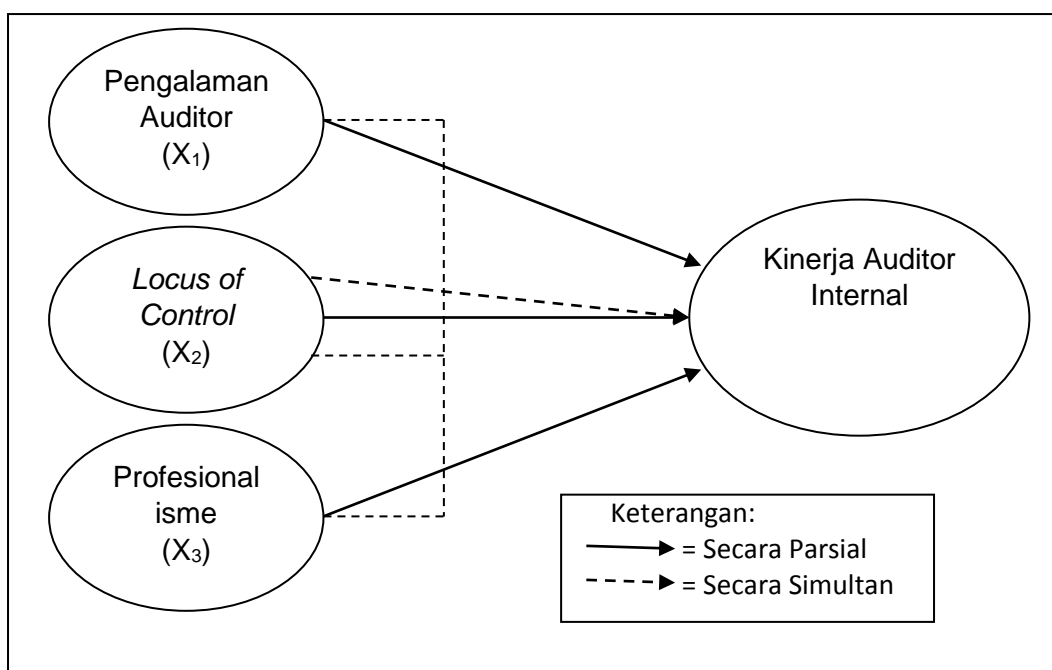 Pengalaman
Auditor
(X₁)
Locus of
Control
(X₂)
Profesional
isme
(X₃)
Kinerja Auditor
Internal
Keterangan:
= Secara Parsial
= Secara Simultan